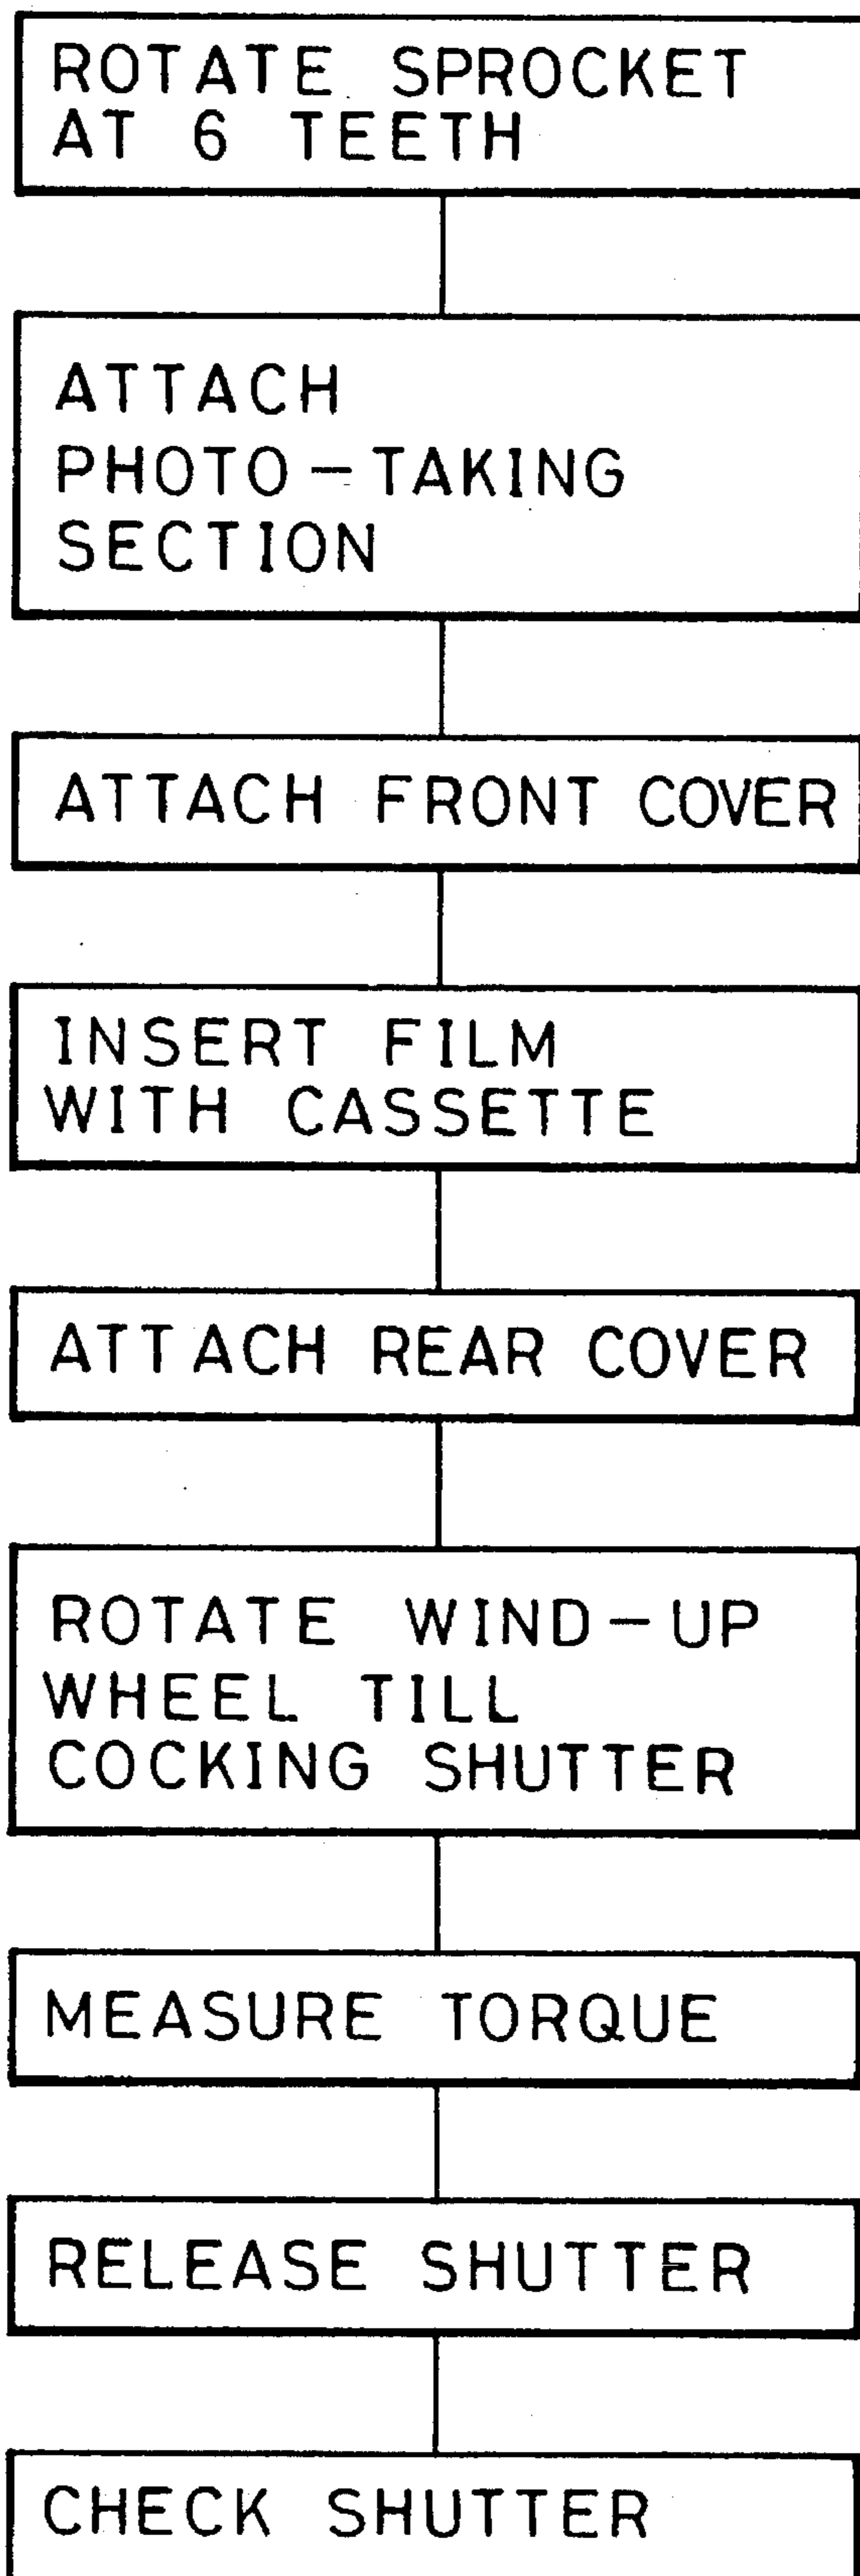 ROTATE SPROCKET
AT 6 TEETH
ATTACH
PHOTO-TAKING
SECTION
ATTACH FRONT COVER
INSERT FILM
WITH CASSETTE
ATTACH REAR COVER
ROTATE WIND-UP
WHEEL TILL
COCKING SHUTTER
MEASURE TORQUE
RELEASE SHUTTER
CHECK SHUTTER